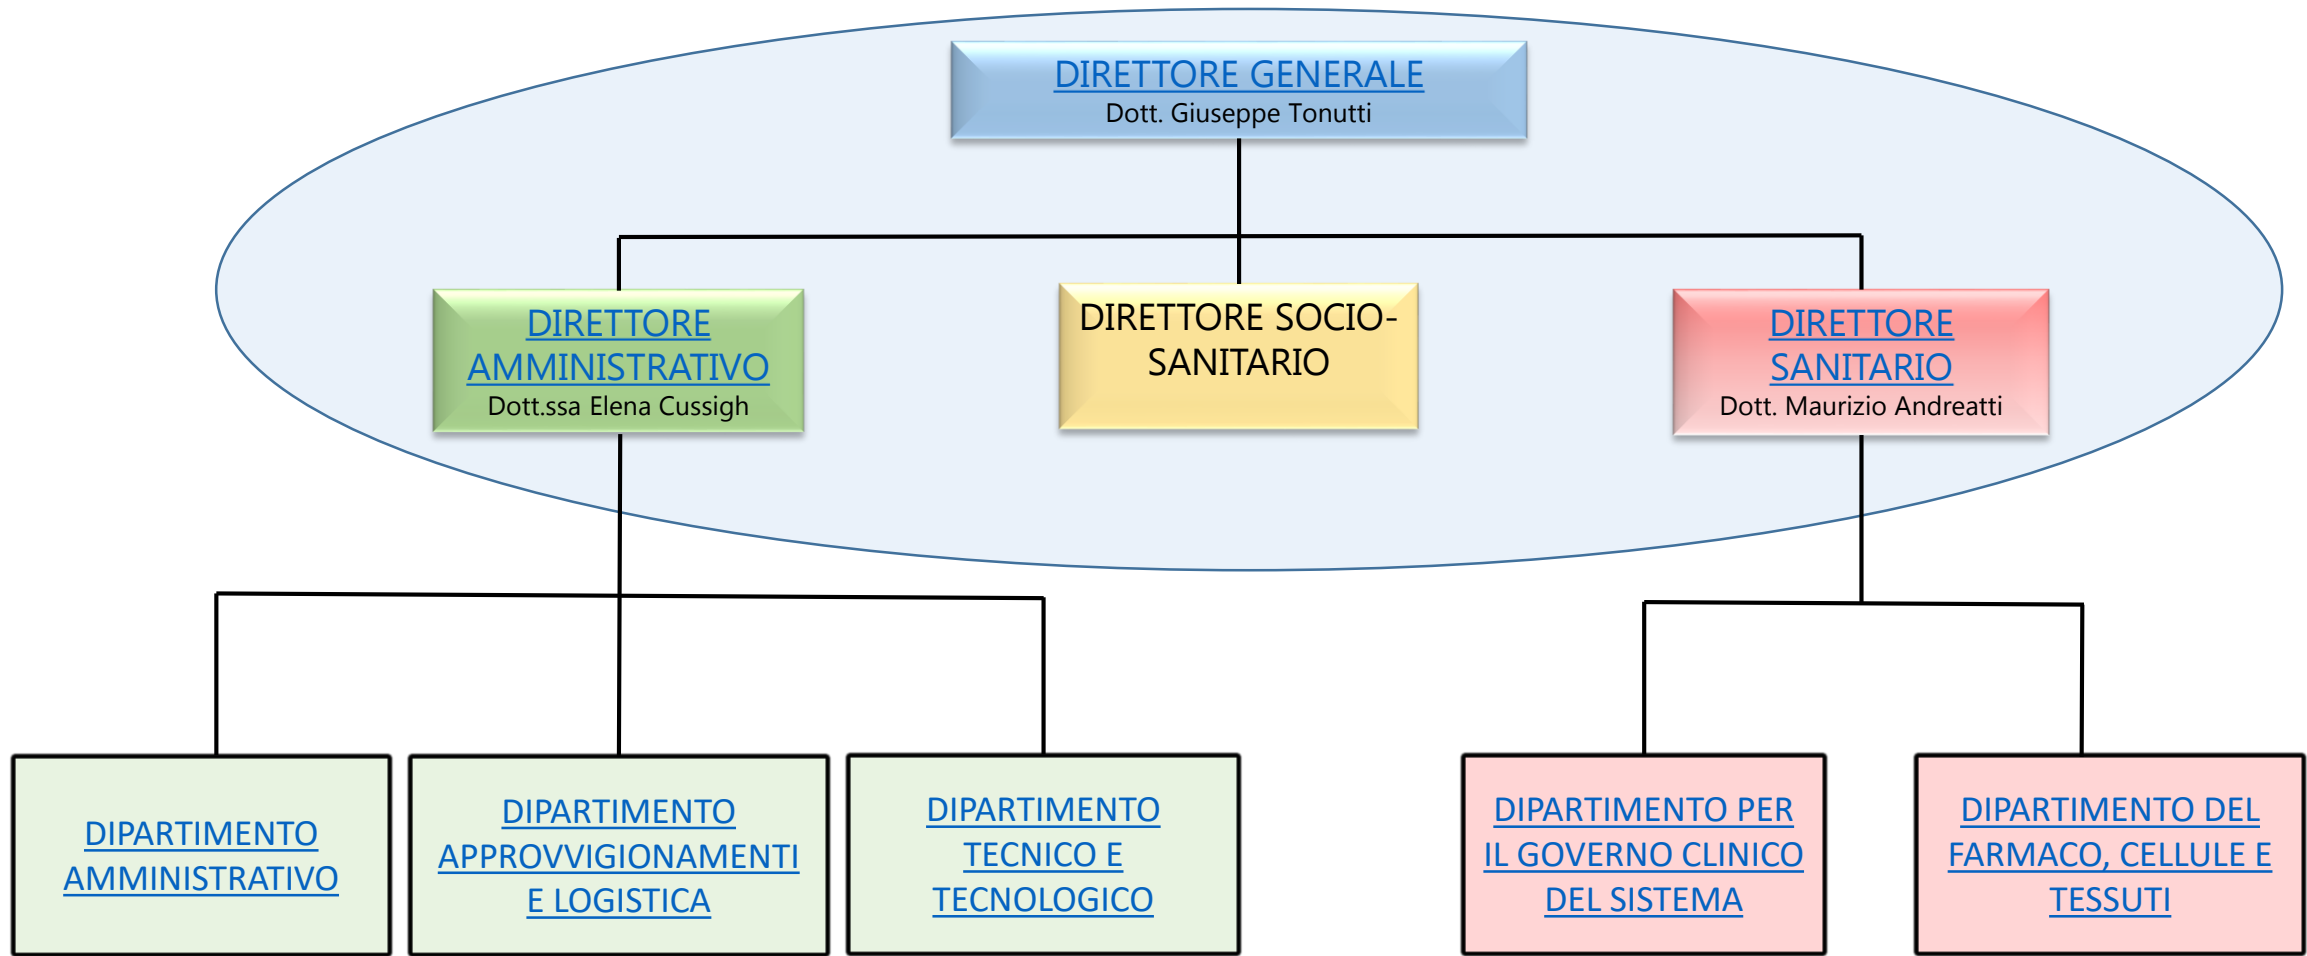 DIRETTORE GENERALE
Dott. Giuseppe Tonutti
DIRETTORE
AMMINISTRATIVO
Dott.ssa Elena Cussigh
DIRETTORE SOCIO-
SANITARIO
DIRETTORE
SANITARIO
Dott. Maurizio Andreatti
DIPARTIMENTO
AMMINISTRATIVO
DIPARTIMENTO
APPROVVIGIONAMENTI
E LOGISTICA
DIPARTIMENTO
TECNICO E
TECNOLOGICO
DIPARTIMENTO PER
IL GOVERNO CLINICO
DEL SISTEMA
DIPARTIMENTO DEL
FARMACO, CELLULE E
TESSUTI